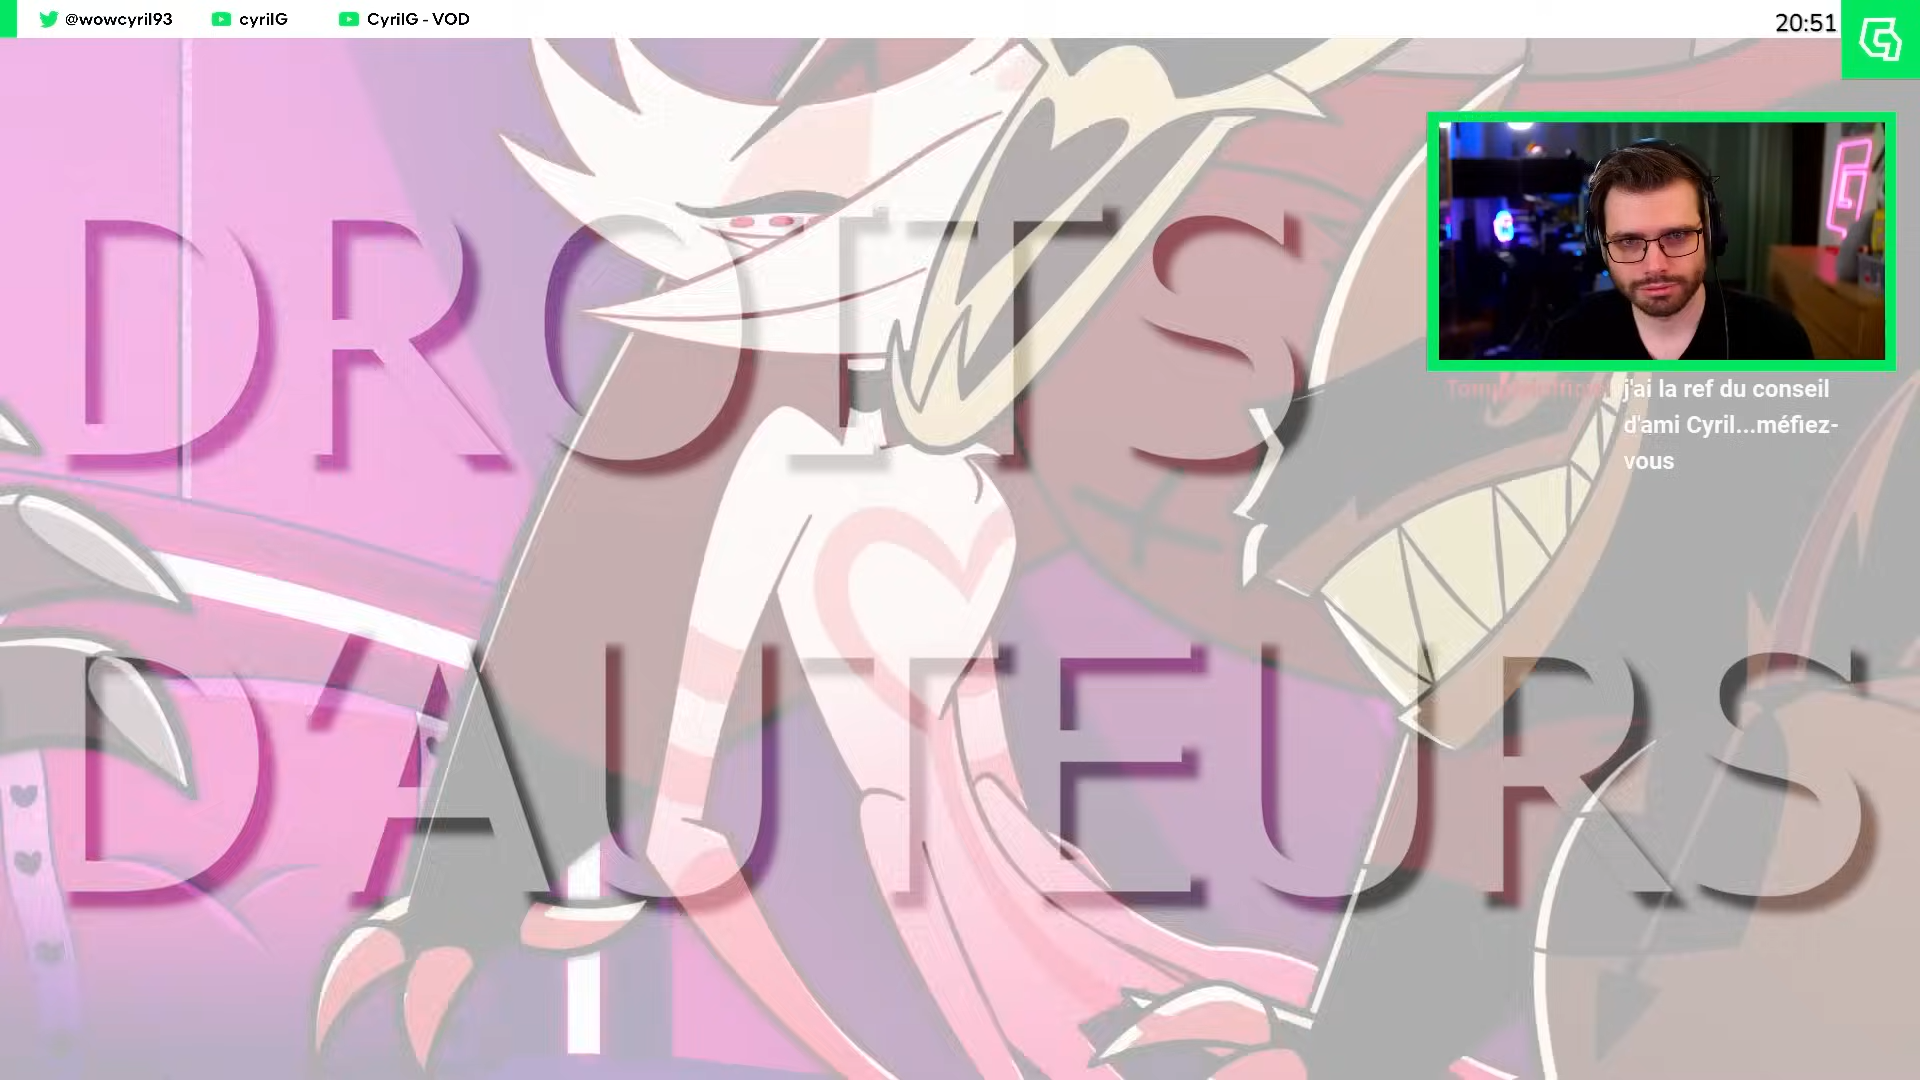 @wowcyril93
cyrilG
CyrilG - VOD
20:51
j'ai la ref du conseil
d'ami Cyril...méfiez-
vous
DROITS
D'AUTEURS